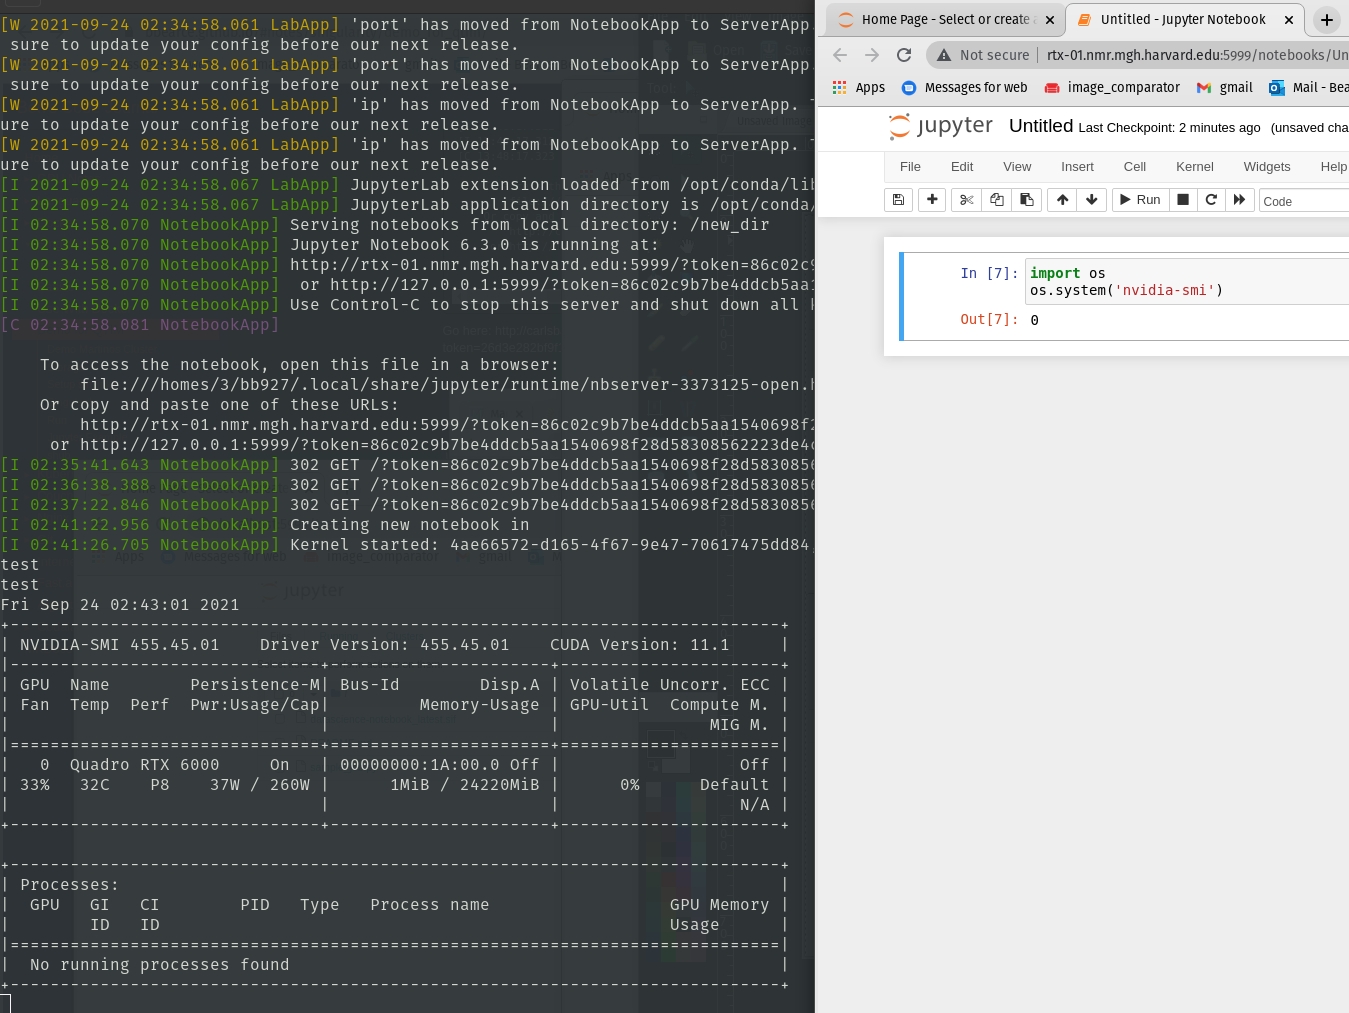 [W 2021-09-24 02:34:58.061 LabApp] 'port' has moved from NotebookApp to ServerApp.
 sure to update your config before our next release.
[W 2021-09-24 02:34:58.061 LabApp] 'port' has moved from NotebookApp to ServerApp.
 sure to update your config before our next release.
[W 2021-09-24 02:34:58.061 LabApp] 'ip' has moved from NotebookApp to ServerApp.
ure to update your config before our next release.
[W 2021-09-24 02:34:58.061 LabApp] 'ip' has moved from NotebookApp to ServerApp.
ure to update your config before our next release.
[I 2021-09-24 02:34:58.067 LabApp] JupyterLab extension loaded from /opt/conda/lib
[I 2021-09-24 02:34:58.067 LabApp] JupyterLab application directory is /opt/conda/
[I 02:34:58.070 NotebookApp] Serving notebooks from local directory: /new_dir
[I 02:34:58.070 NotebookApp] Jupyter Notebook 6.3.0 is running at:
[I 02:34:58.070 NotebookApp] http://rtx-01.nmr.mgh.harvard.edu:5999/?token=86c02c9
[I 02:34:58.070 NotebookApp]  or http://127.0.0.1:5999/?token=86c02c9b7be4ddcb5aa1
[I 02:34:58.070 NotebookApp] Use Control-C to stop this server and shut down all
[C 02:34:58.081 NotebookApp]
    To access the notebook, open this file in a browser:
        file:///homes/3/bb927/.local/share/jupyter/runtime/nbserver-3373125-open.
    Or copy and paste one of these URLs:
        http://rtx-01.nmr.mgh.harvard.edu:5999/?token=86c02c9b7be4ddcb5aa1540698f
     or http://127.0.0.1:5999/?token=86c02c9b7be4ddcb5aa1540698f28d58308562223de4
[I 02:35:41.643 NotebookApp] 302 GET /?token=86c02c9b7be4ddcb5aa1540698f28d583085
[I 02:36:38.388 NotebookApp] 302 GET /?token=86c02c9b7be4ddcb5aa1540698f28d583085
[I 02:37:22.846 NotebookApp] 302 GET /?token=86c02c9b7be4ddcb5aa1540698f28d583085
[I 02:41:22.956 NotebookApp] Creating new notebook in
[I 02:41:26.705 NotebookApp] Kernel started: 4ae66572-d165-4f67-9e47-70617475dd84,
test
test
Fri Sep 24 02:43:01 2021
+-----------------------------------------------------------------------------+
| NVIDIA-SMI 455.45.01    Driver Version: 455.45.01    CUDA Version: 11.1     |
|-------------------------------+----------------------+----------------------+
| GPU  Name        Persistence-M| Bus-Id        Disp.A | Volatile Uncorr. ECC |
| Fan  Temp  Perf  Pwr:Usage/Cap|         Memory-Usage | GPU-Util  Compute M. |
|                               |                      |               MIG M. |
|===============================+======================+======================|
|   0  Quadro RTX 6000     On   | 00000000:1A:00.0 Off |                  Off |
| 33%   32C    P8    37W / 260W |      1MiB / 24220MiB |      0%      Default |
|                               |                      |                  N/A |
+-------------------------------+----------------------+----------------------+
+-----------------------------------------------------------------------------+
| Processes:                                                                  |
|  GPU   GI   CI        PID   Type   Process name                  GPU Memory |
|        ID   ID                                                   Usage      |
|=============================================================================|
|  No running processes found                                                 |
+-----------------------------------------------------------------------------+
Home Page - Select or create a
Untitled - Jupyter Notebook
Not secure | rtx-01.nmr.mgh.harvard.edu:5999/notebooks/Un
Apps Messages for web image_comparator gmail Mail - Bea
jupyter Untitled Last Checkpoint: 2 minutes ago (unsaved cha
File Edit View Insert Cell Kernel Widgets Help
Run Code
In [7]: import os
os.system('nvidia-smi')
Out[7]: 0